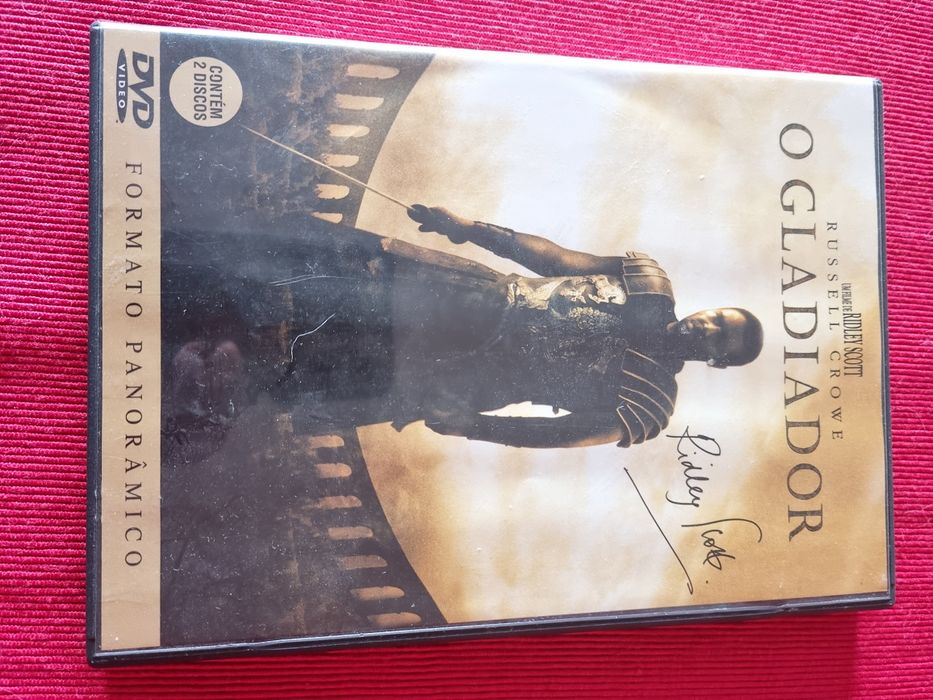 UM FILME DE RIDLEY SCOTT
RUSSELL CROWE
O GLADIADOR
Ridley Scott.
CONTÉM
2 DISCOS
DVD
VIDEO
FORMATO PANORÂMICO